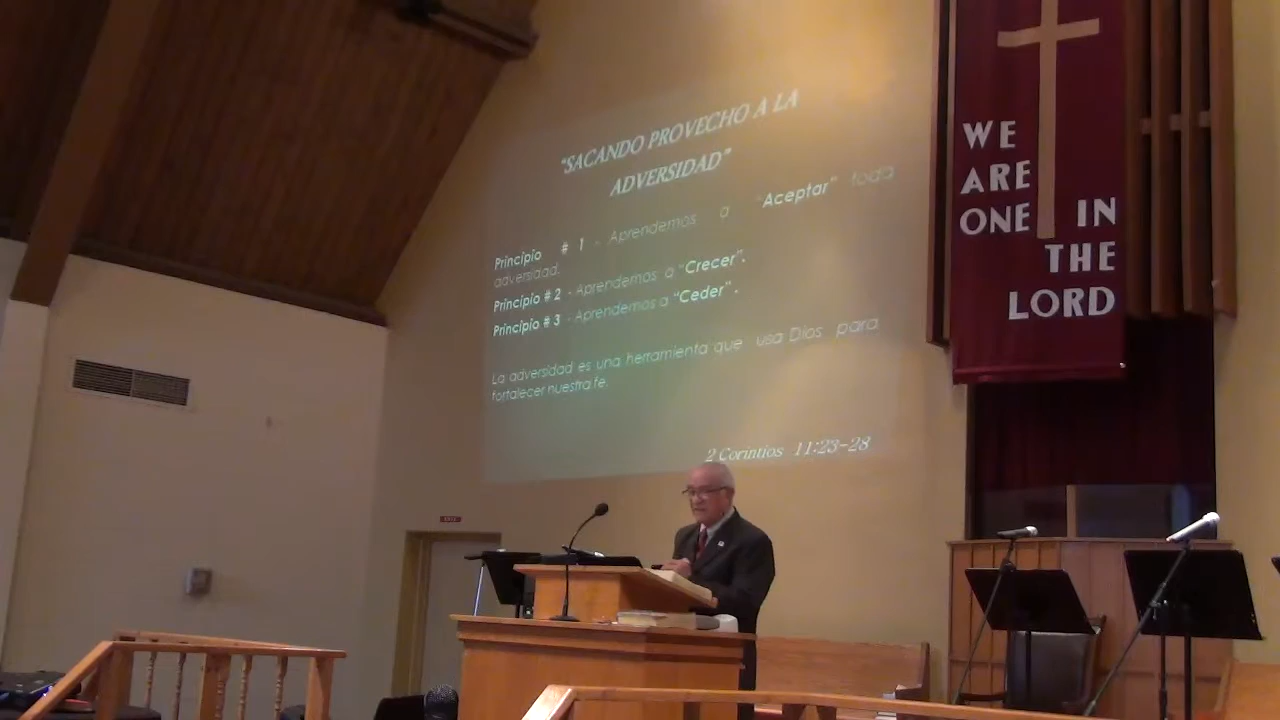 "SACANDO PROVECHO A LA
ADVERSIDAD"
Principio # 1 - Aprendemos a "Aceptar" toda
adversidad.
Principio # 2 - Aprendemos a "Crecer".
Principio # 3 - Aprendemos a "Ceder".
La adversidad es una herramienta que usa Dios para
fortalecer nuestra fe.
2 Corintios 11:23-28
WE
ARE
ONE IN
THE
LORD